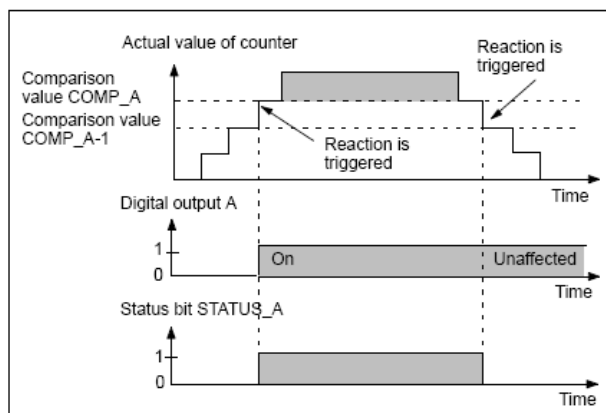 Actual value of counter
Reaction is
triggered
Comparison
value COMP_A
Comparison value
COMP_A-1
Reaction is
triggered
Time
Digital output A
1
0
On
Unaffected
Time
Status bit STATUS_A
1
0
Time